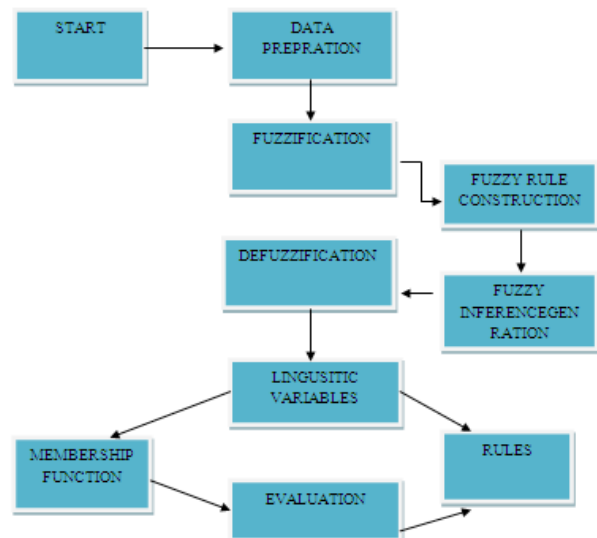 START
DATA
PREPRATION
FUZZIFICATION
FUZZY RULE
CONSTRUCTION
DEFUZZIFICATION
FUZZY
INFERENCEGEN
RATION
LINGUSITIC
VARIABLES
MEMBERSHIP
FUNCTION
RULES
EVALUATION